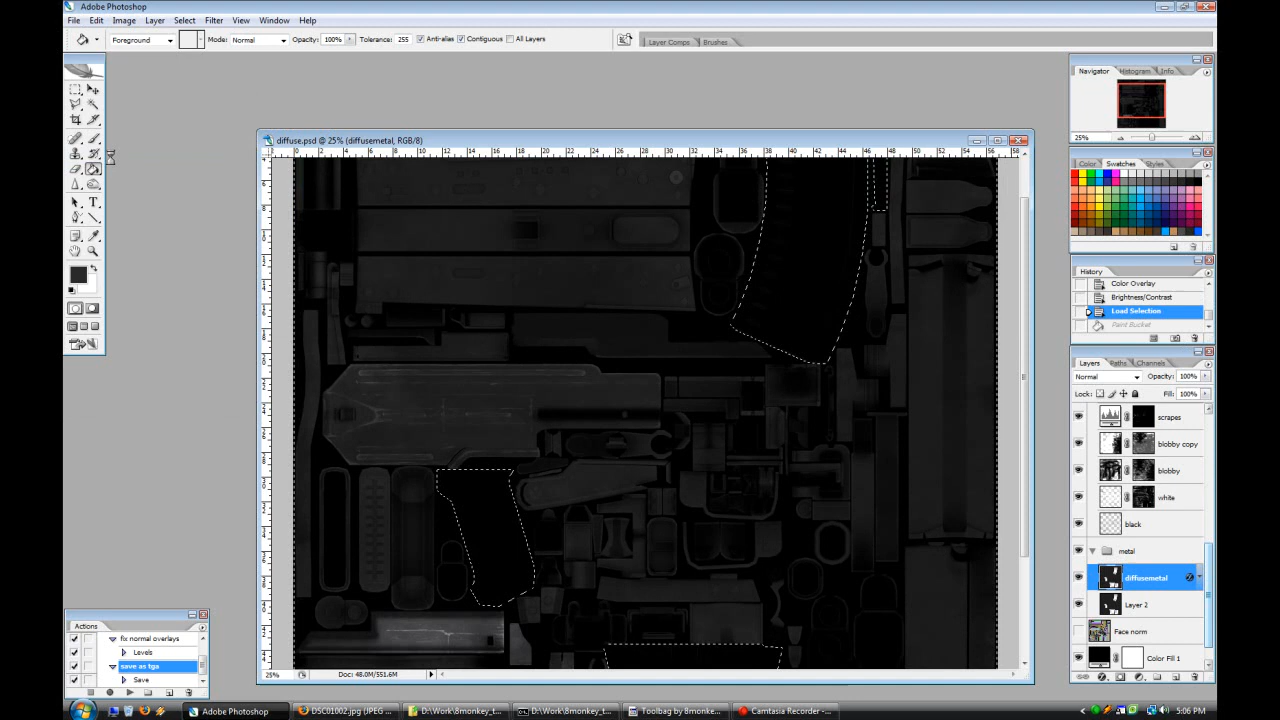 Adobe Photoshop
File Edit Image Layer Select Filter View Window Help
Foreground Mode: Normal Opacity: 100% Tolerance: 255 Anti-alias Contiguous All Layers Layer Comps Brushes
Navigator Histogram Info
25%
Color Swatches Styles
diffuse.psd @ 25% (diffusemetal, RGB/8)
History
Color Overlay
Brightness/Contrast
Load Selection
Paint Bucket
Layers Paths Channels
Normal Opacity: 100%
Lock: Fill: 100%
scrapes
blobby copy
blobby
white
black
metal
diffusemetal
Layer 2
Face norm
Color Fill 1
Actions
fix normal overlays
Levels
save as tga
Save
25% Doc: 48.0M/551.6M
Adobe Photoshop DSC01002.jpg (JPEG ... D:\Work\8monkey_t... D:\Work\8monkey_t... Toolbag by 8monke... Camtasia Recorder -... 5:06 PM